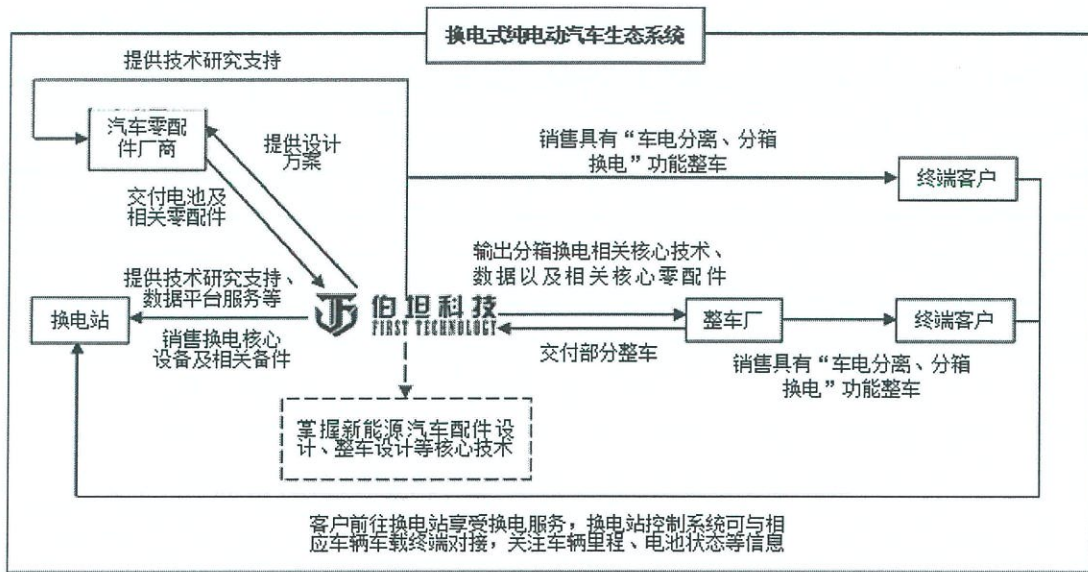 换电式纯电动汽车生态系统
提供技术研究支持
汽车零配
件厂商
提供设计
方案
销售具有“车电分离、分箱
换电”功能整车
终端客户
交付电池及
相关零配件
输出分箱换电相关核心技术、
数据以及相关核心零配件
提供技术研究支持、
数据平台服务等
换电站
伯坦科技
FIRST TECHNOLOGY
整车厂
终端客户
销售换电核心
设备及相关备件
交付部分整车
销售具有“车电分离、分箱
换电”功能整车
掌握新能源汽车配件设
计、整车设计等核心技术
客户前往换电站享受换电服务，换电站控制系统可与相
应车辆车载终端对接，关注车辆里程、电池状态等信息